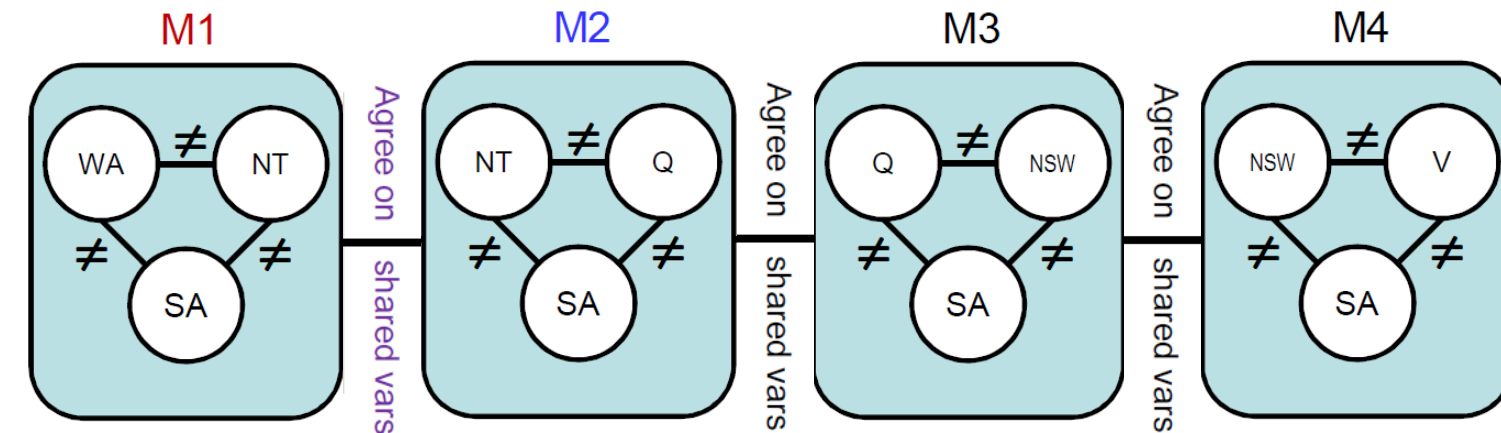 M1
M2
M3
M4
WA
≠
NT
≠
≠
SA
Agree on
shared vars
NT
≠
Q
≠
≠
SA
Agree on
shared vars
Q
≠
NSW
≠
≠
SA
Agree on
shared vars
NSW
≠
V
≠
≠
SA